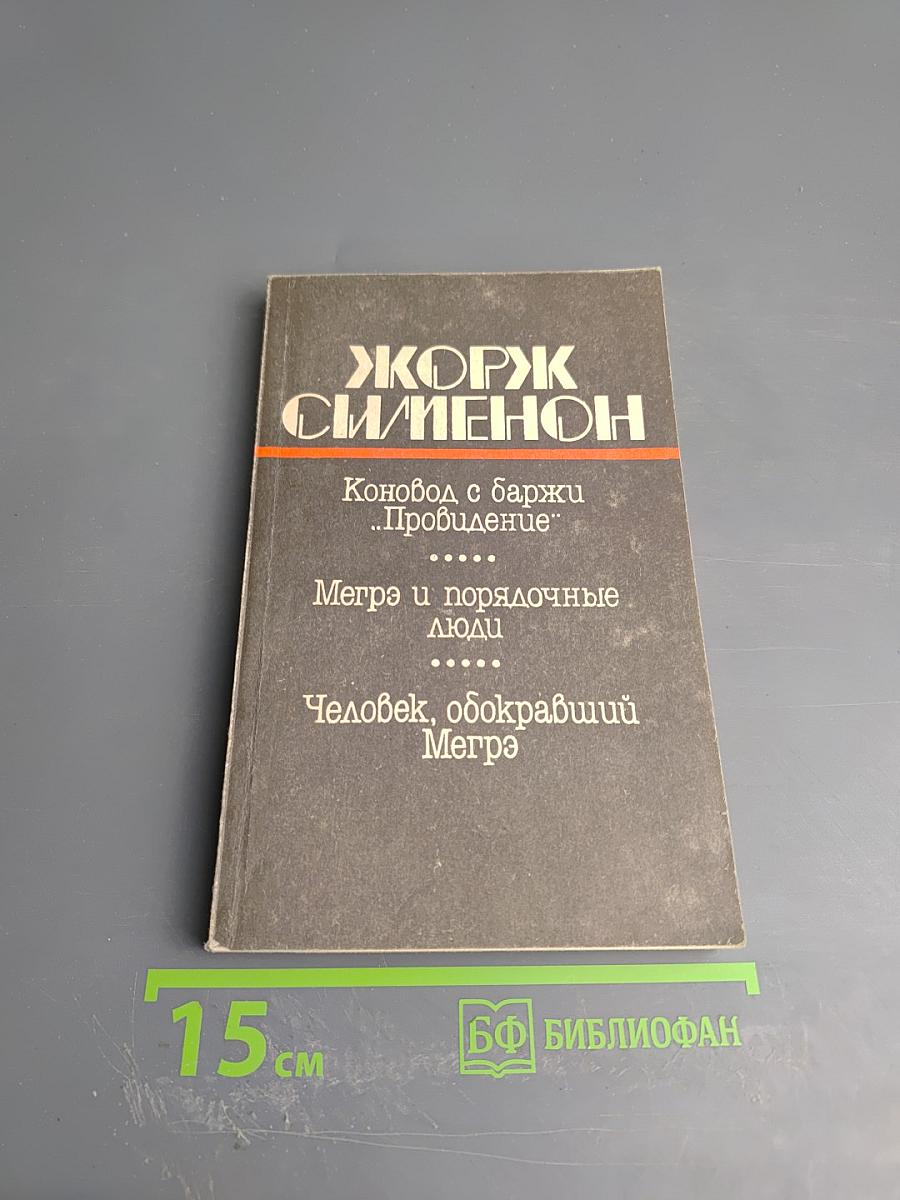 ЖОРЖ
СИМЕНОН
Коновод с баржи
„Провидение"
Мегрэ и порядочные
люди
Человек, обокравший
Мегрэ
15 см
БФ БИБЛИОФАН